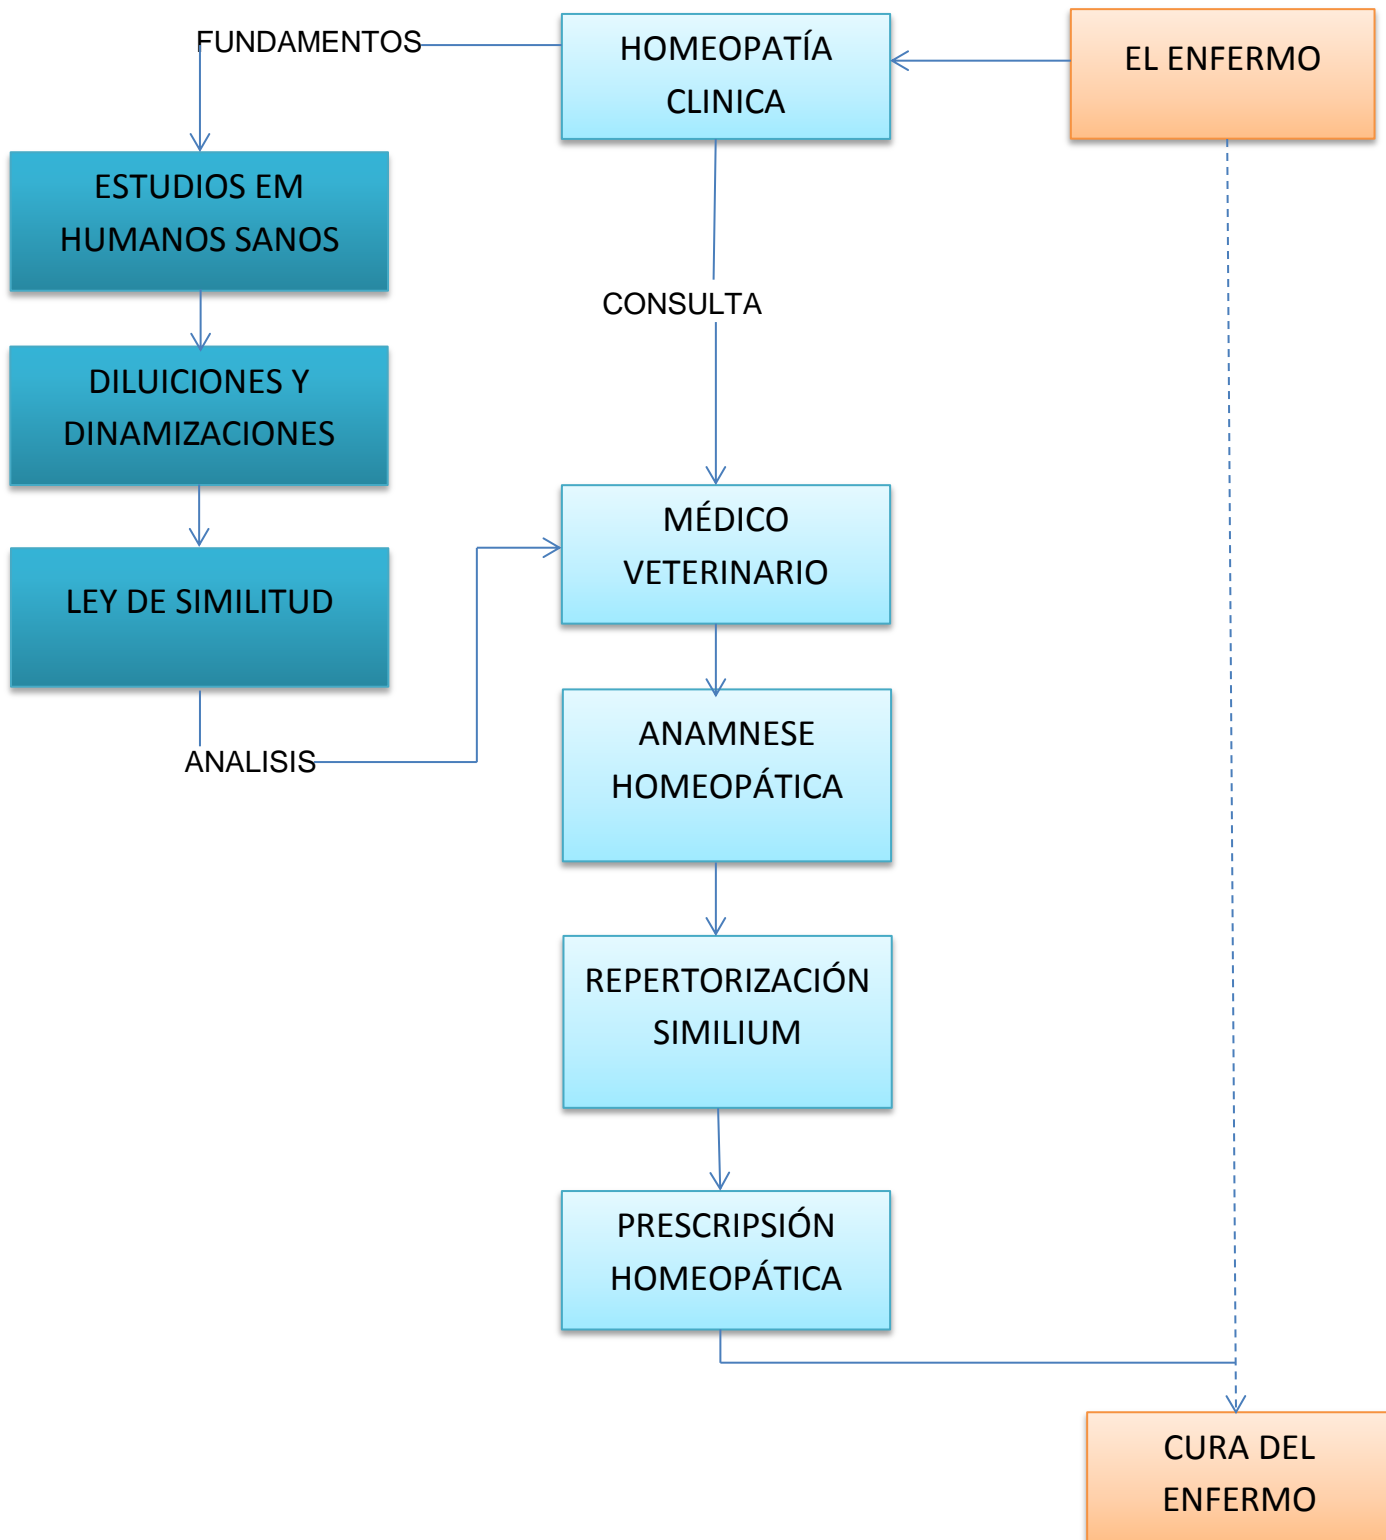 FUNDAMENTOS
HOMEOPATÍA
CLINICA
EL ENFERMO
ESTUDIOS EM
HUMANOS SANOS
CONSULTA
DILUICIONES Y
DINAMIZACIONES
MÉDICO
VETERINARIO
LEY DE SIMILITUD
ANALISIS
ANAMNESE
HOMEOPÁTICA
REPERTORIZACIÓN
SIMILIUM
PRESCRIPSIÓN
HOMEOPÁTICA
CURA DEL
ENFERMO